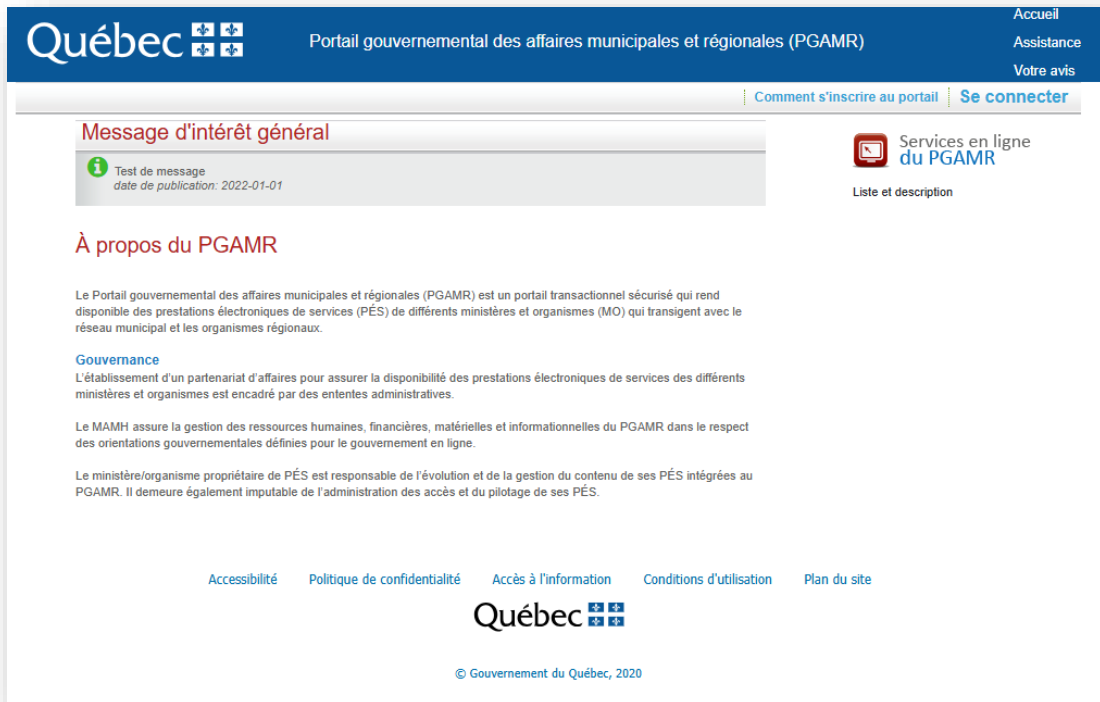 Québec
Portail gouvernemental des affaires municipales et régionales (PGAMR)
Accueil
Assistance
Votre avis
Comment s'inscrire au portail
Se connecter
Message d'intérêt général
Test de message
date de publication: 2022-01-01
Services en ligne
du PGAMR
Liste et description
À propos du PGAMR
Le Portail gouvernemental des affaires municipales et régionales (PGAMR) est un portail transactionnel sécurisé qui rend
disponible des prestations électroniques de services (PÉS) de différents ministères et organismes (MO) qui transigent avec le
réseau municipal et les organismes régionaux.
Gouvernance
L'établissement d'un partenariat d'affaires pour assurer la disponibilité des prestations électroniques de services des différents
ministères et organismes est encadré par des ententes administratives.
Le MAMH assure la gestion des ressources humaines, financières, matérielles et informationnelles du PGAMR dans le respect
des orientations gouvernementales définies pour le gouvernement en ligne.
Le ministère/organisme propriétaire de PÉS est responsable de l'évolution et de la gestion du contenu de ses PÉS intégrées au
PGAMR. Il demeure également imputable de l'administration des accès et du pilotage de ses PÉS.
Accessibilité
Politique de confidentialité
Accès à l'information
Conditions d'utilisation
Plan du site
Québec
© Gouvernement du Québec, 2020